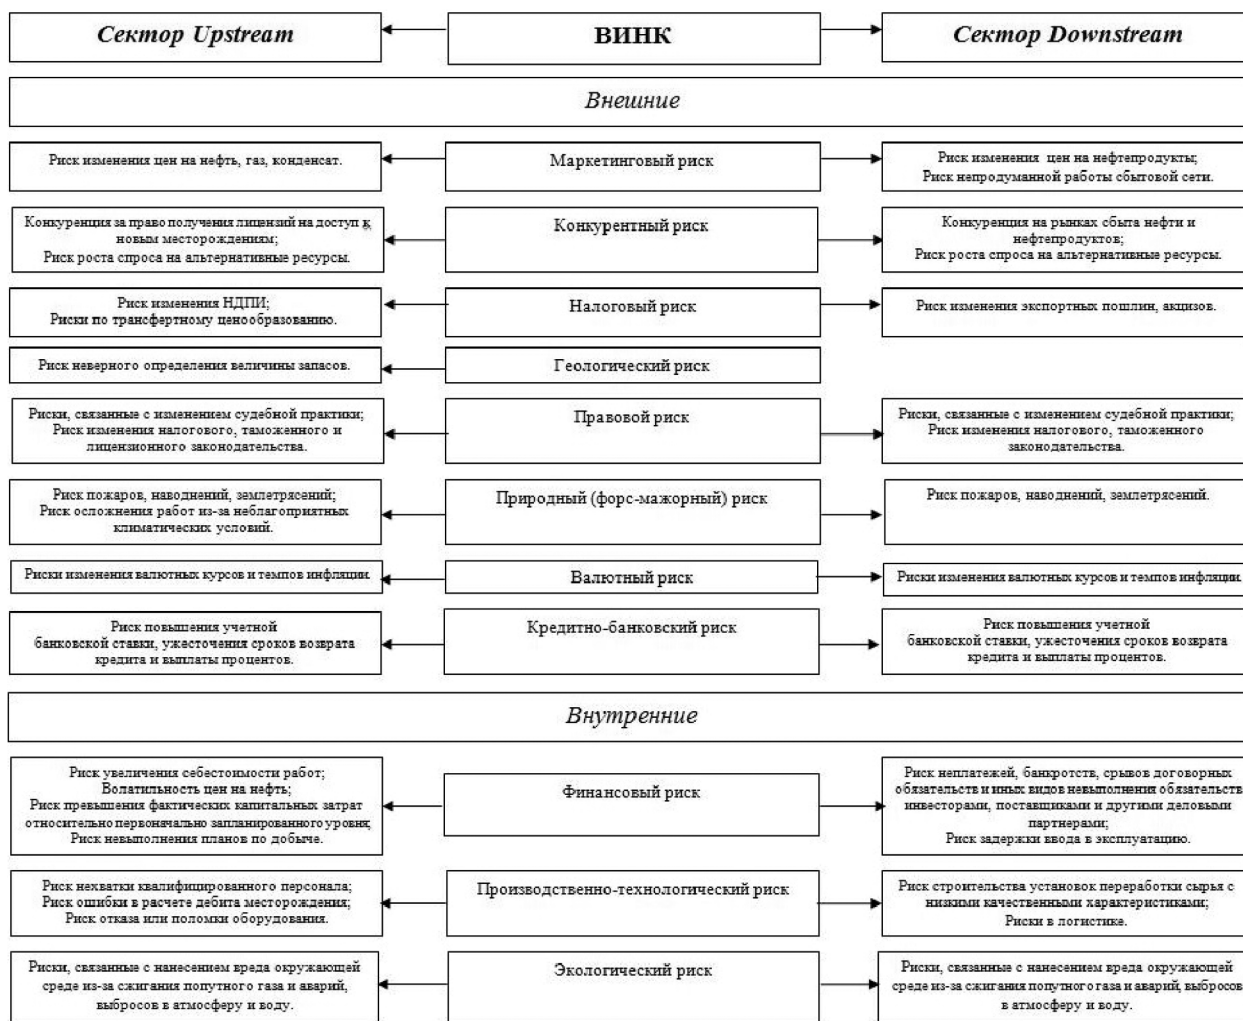 Сектор Upstream
ВИНК
Сектор Downstream
Внешние
Риск изменения цен на нефть, газ, конденсат.
Маркетинговый риск
Риск изменения цен на нефтепродукты;
Риск непродуманной работы сбытовой сети.
Конкуренция за право получения лицензий на доступ к
новым месторождениям;
Риск роста спроса на альтернативные ресурсы.
Конкурентный риск
Конкуренция на рынках сбыта нефти и
нефтепродуктов;
Риск роста спроса на альтернативные ресурсы.
Риск изменения НДПИ;
Риски по трансфертному ценообразованию.
Налоговый риск
Риск изменения экспортных пошлин, акцизов.
Риск неверного определения величины запасов.
Геологический риск
Риски, связанные с изменением судебной практики;
Риск изменения налогового, таможенного и
лицензионного законодательства.
Правовой риск
Риски, связанные с изменением судебной практики;
Риск изменения налогового, таможенного
законодательства.
Риск пожаров, наводнений, землетрясений;
Риск осложнения работ из-за неблагоприятных
климатических условий.
Природный (форс-мажорный) риск
Риск пожаров, наводнений, землетрясений.
Риски изменения валютных курсов и темпов инфляции.
Валютный риск
Риски изменения валютных курсов и темпов инфляции.
Риск повышения учетной
банковской ставки, ужесточения сроков возврата
кредита и выплаты процентов.
Кредитно-банковский риск
Риск повышения учетной
банковской ставки, ужесточения сроков возврата
кредита и выплаты процентов.
Внутренние
Риск увеличения себестоимости работ;
Волатильность цен на нефть;
Риск превышения фактических капитальных затрат
относительно первоначально запланированного уровня;
Риск невыполнения планов по добыче.
Финансовый риск
Риск неплатежей, банкротств, срывов договорных
обязательств и иных видов невыполнения обязательств
инвесторами, поставщиками и другими деловыми
партнерами;
Риск задержки ввода в эксплуатацию.
Риск нехватки квалифицированного персонала;
Риск ошибки в расчете дебита месторождения;
Риск отказа или поломки оборудования.
Производственно-технологический риск
Риск строительства установок переработки сырья с
низкими качественными характеристиками;
Риски в логистике.
Риски, связанные с нанесением вреда окружающей
среде из-за сжигания попутного газа и аварий,
выбросов в атмосферу и воду.
Экологический риск
Риски, связанные с нанесением вреда окружающей
среде из-за сжигания попутного газа и аварий, выбросов
в атмосферу и воду.